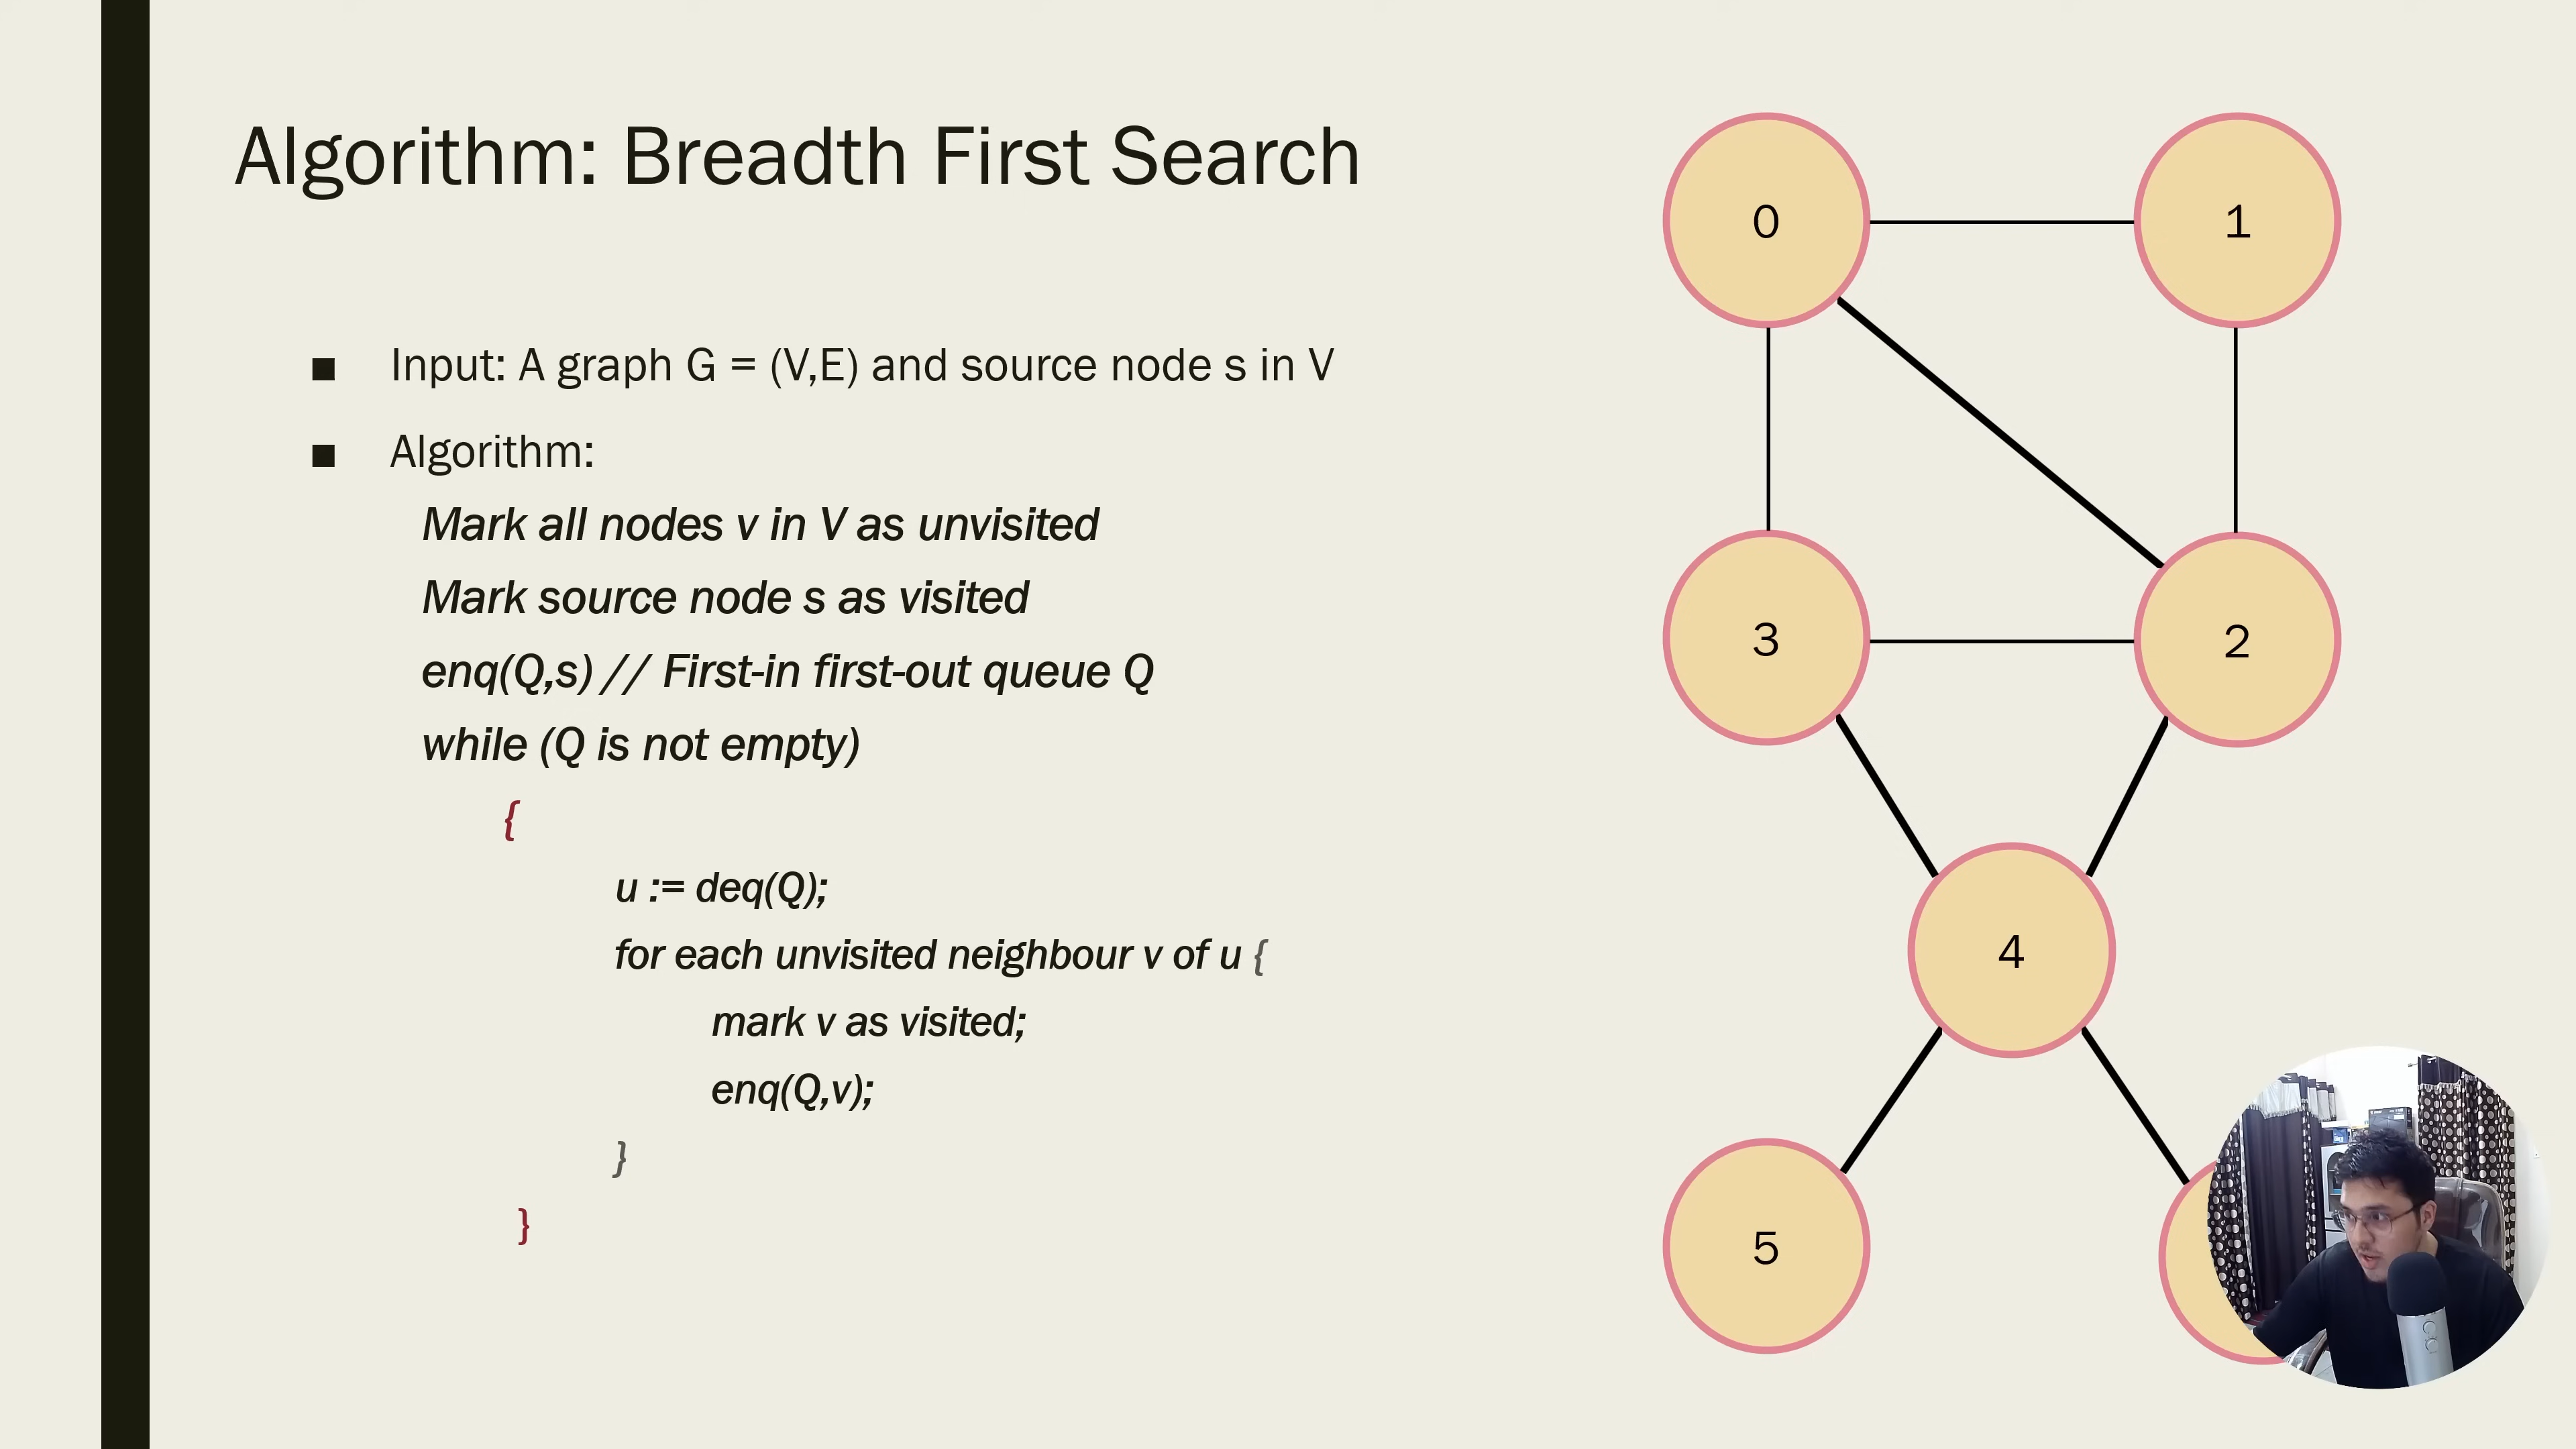 Algorithm: Breadth First Search
■ Input: A graph G = (V,E) and source node s in V
■ Algorithm:
Mark all nodes v in V as unvisited
Mark source node s as visited
enq(Q,s) // First-in first-out queue Q
while (Q is not empty)
{
u := deq(Q);
for each unvisited neighbour v of u {
mark v as visited;
enq(Q,v);
}
}
0
1
3
2
4
5